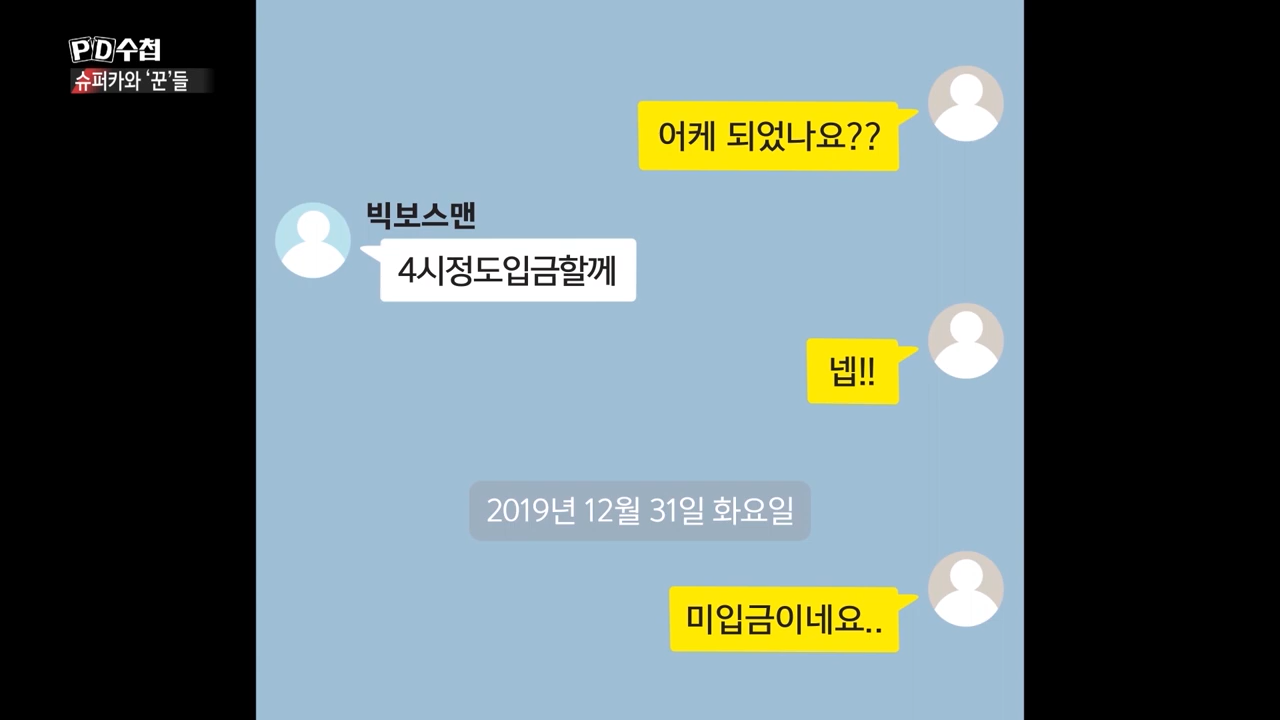 PD수첩
슈퍼카와 '꾼'들
어케 되었나요??
빅보스맨
4시정도입금할께
넵!!
2019년 12월 31일 화요일
미입금이네요..